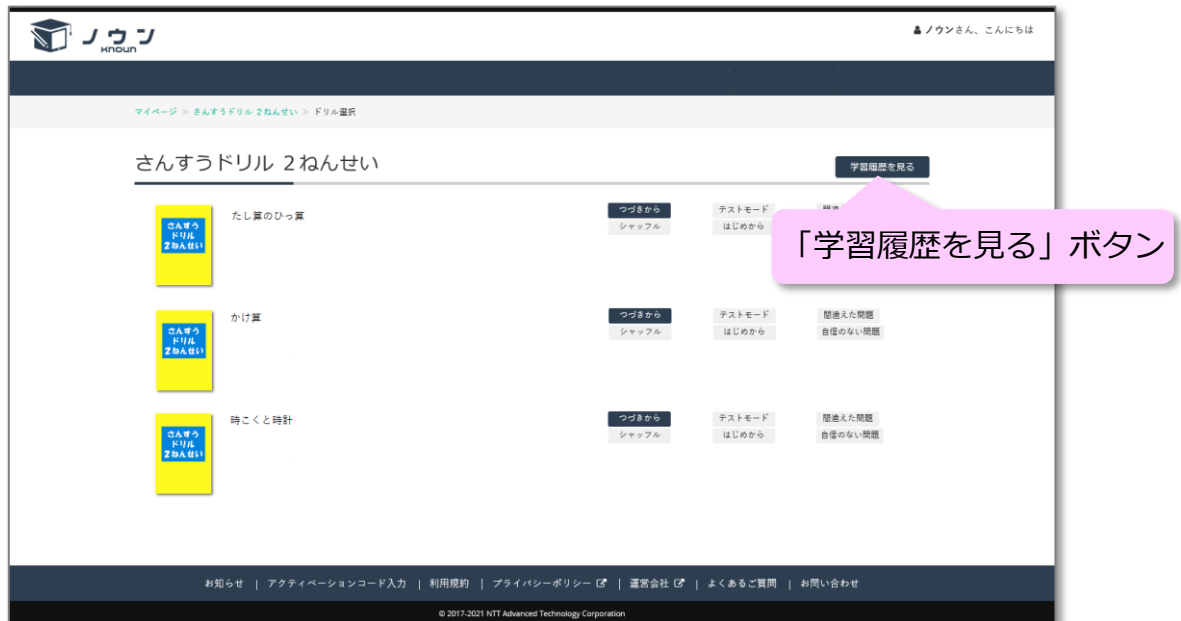 ノウン
KNOUN
ノウンさん、こんにちは
マイページ > さんすうドリル 2ねんせい > ドリル選択
さんすうドリル 2ねんせい
学習履歴を見る
「学習履歴を見る」ボタン
さんすう
ドリル
2ねんせい
たし算のひっ算
つづきから テストモード
シャッフル はじめから
さんすう
ドリル
2ねんせい
かけ算
つづきから テストモード 間違えた問題
シャッフル はじめから 自信のない問題
さんすう
ドリル
2ねんせい
時こくと時計
つづきから テストモード 間違えた問題
シャッフル はじめから 自信のない問題
お知らせ | アクティベーションコード入力 | 利用規約 | プライバシーポリシー | 運営会社 | よくあるご質問 | お問い合わせ
© 2017-2021 NTT Advanced Technology Corporation